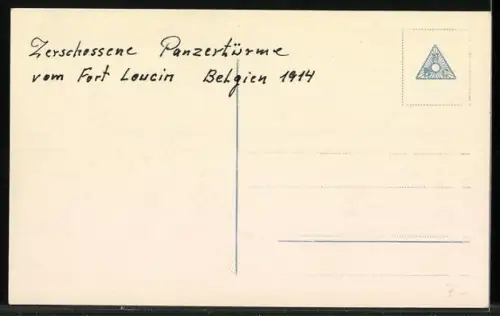 Zerschossene Panzertürme
vom Fort Loucin Belgien 1914